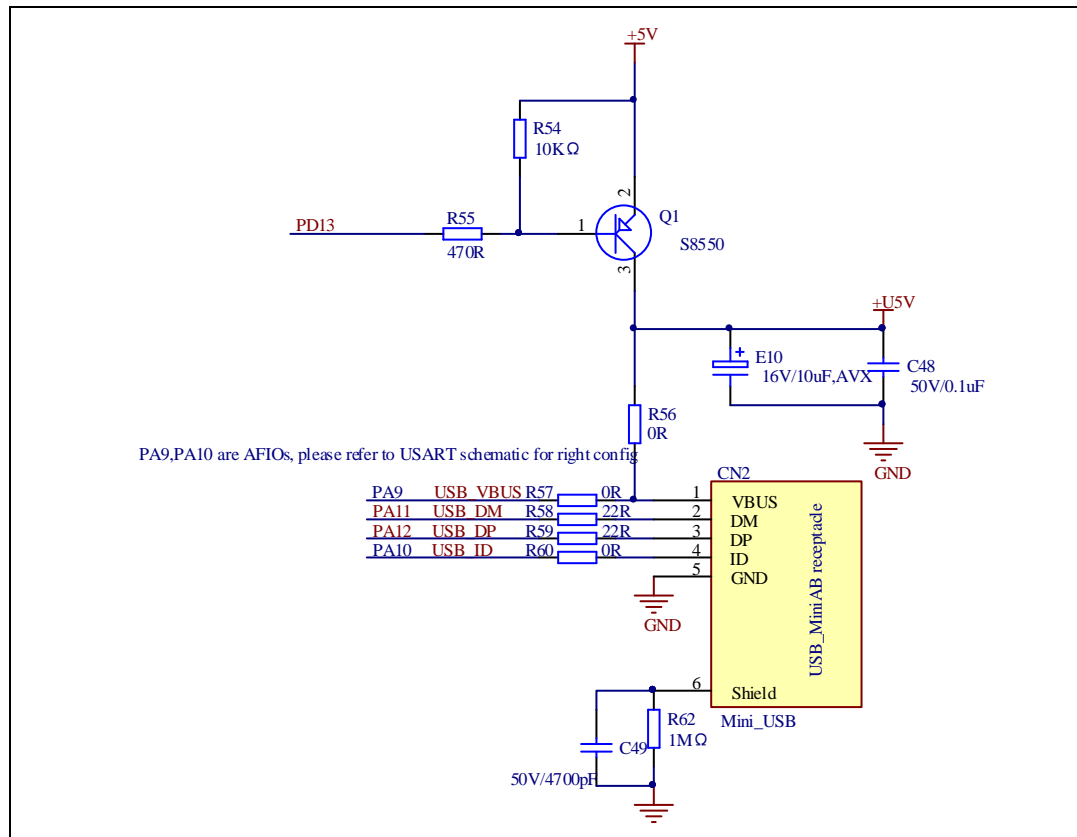 +5V
R54
10KΩ
2
Q1
PD13
R55
1
470R
S8550
3
+U5V
E10
16V/10uF,AVX
C48
50V/0.1uF
R56
0R
GND
PA9,PA10 are AFIOs, please refer to USART schematic for right config
CN2
PA9 USB_VBUS R57 0R 1 VBUS
PA11 USB_DM R58 22R 2 DM
PA12 USB_DP R59 22R 3 DP
PA10 USB_ID R60 0R 4 ID
5 GND
GND
USB_MiniAB receptacle
6 Shield
Mini_USB
R62
1MΩ
C49
50V/4700pF